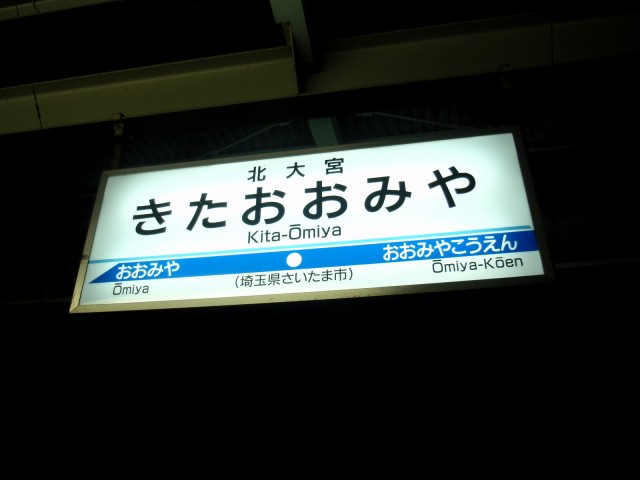 北大宮
きたおおみや
Kita-Ōmiya
おおみや
おおみやこうえん
Ōmiya
(埼玉県さいたま市)
Ōmiya-Kōen